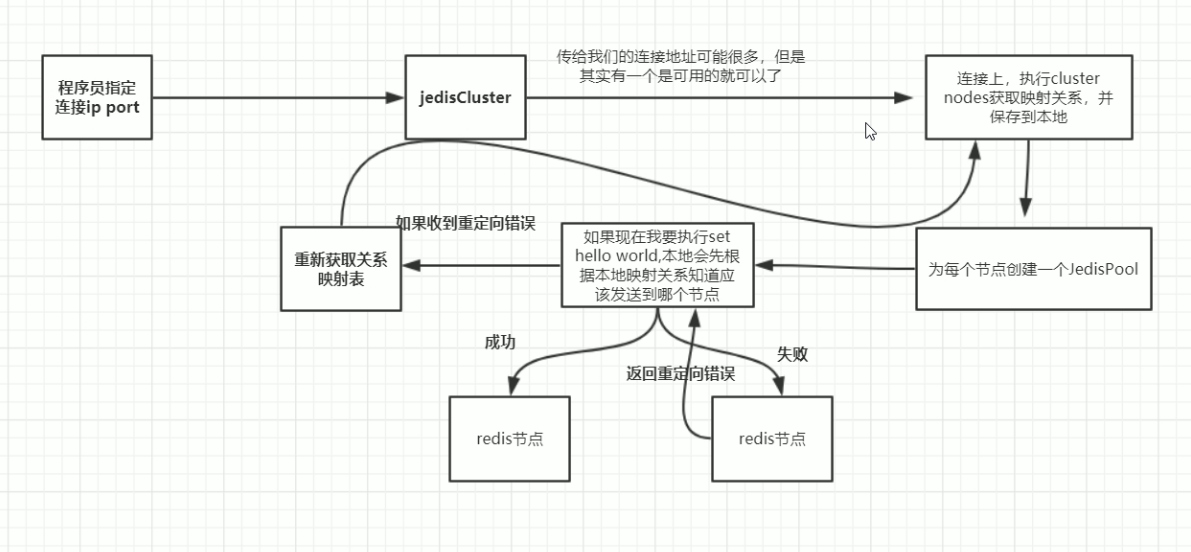 程序员指定
连接ip port
jedisCluster
传给我们的连接地址可能很多，但是
其实有一个是可用的就可以了
连接上，执行cluster
nodes获取映射关系，并
保存到本地
如果收到重定向错误
重新获取关系
映射表
如果现在我要执行set
hello world,本地会先根
据本地映射关系知道应
该发送到哪个节点
为每个节点创建一个JedisPool
成功
失败
返回重定向错误
redis节点
redis节点